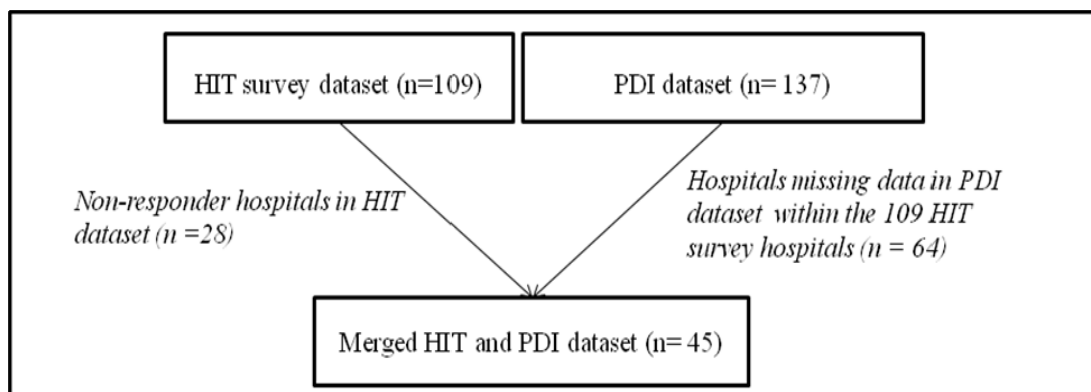 HIT survey dataset (n=109)
PDI dataset (n= 137)
Non-responder hospitals in HIT
dataset (n =28)
Hospitals missing data in PDI
dataset within the 109 HIT
survey hospitals (n = 64)
Merged HIT and PDI dataset (n= 45)